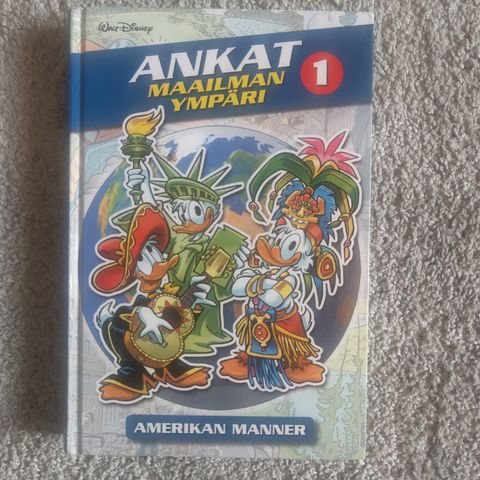 Walt Disney
ANKAT
MAAILMAN
YMPÄRI
1
AMERIKAN MANNER